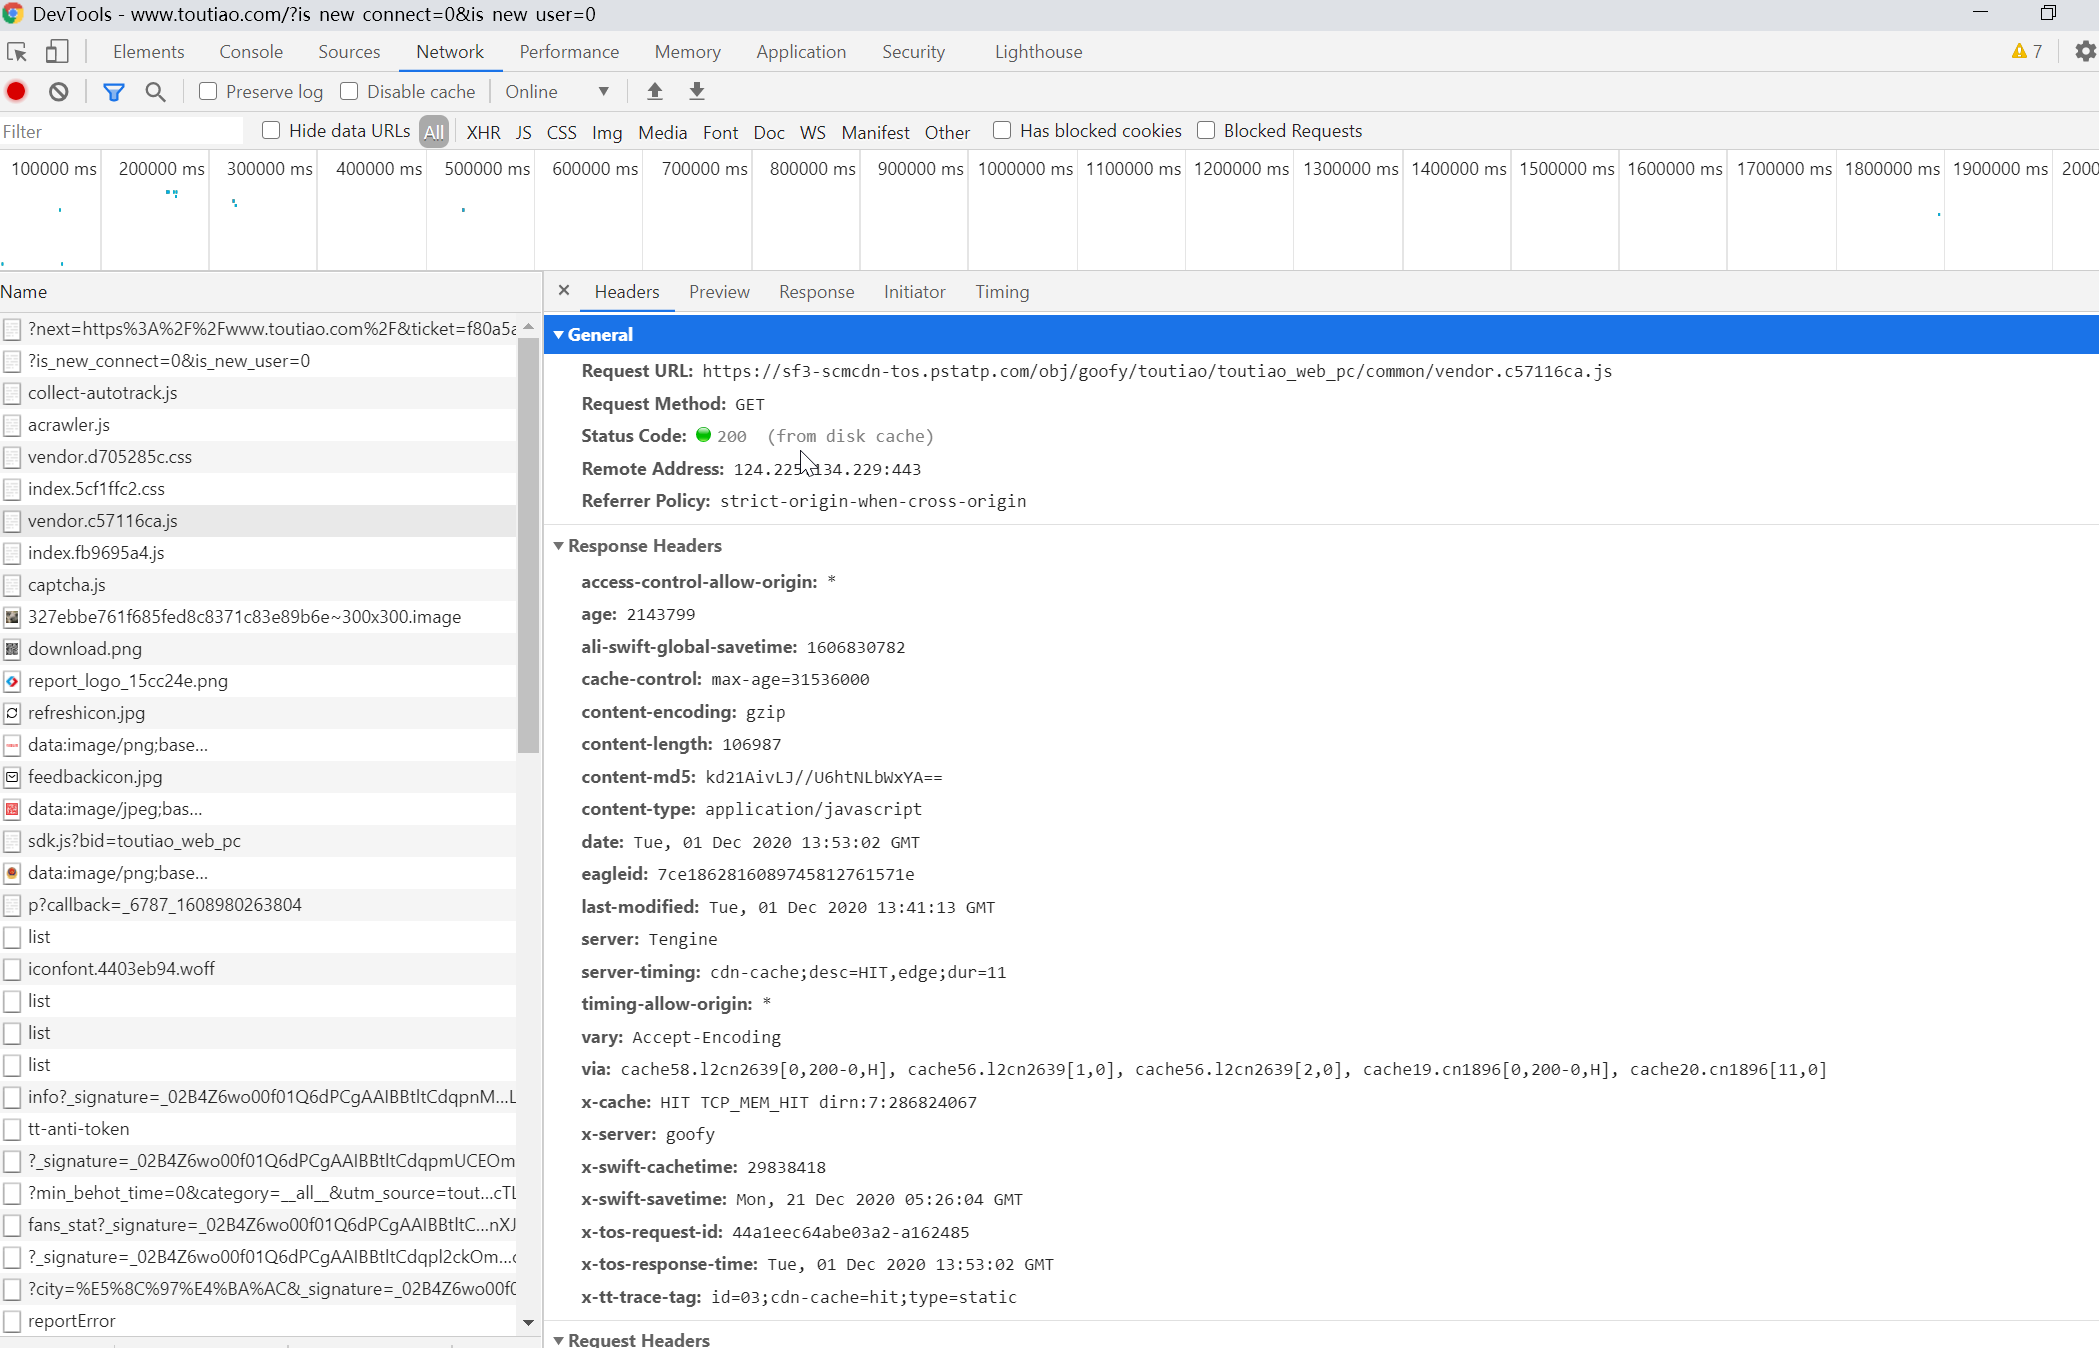 DevTools - www.toutiao.com/?is_new_connect=0&is_new_user=0
Elements Console Sources Network Performance Memory Application Security Lighthouse 7
Preserve log Disable cache Online
Filter Hide data URLs All XHR JS CSS Img Media Font Doc WS Manifest Other Has blocked cookies Blocked Requests
100000 ms 200000 ms 300000 ms 400000 ms 500000 ms 600000 ms 700000 ms 800000 ms 900000 ms 1000000 ms 1100000 ms 1200000 ms 1300000 ms 1400000 ms 1500000 ms 1600000 ms 1700000 ms 1800000 ms 1900000 ms 2000
Name
?next=https%3A%2F%2Fwww.toutiao.com%2F&ticket=f80a5a
?is_new_connect=0&is_new_user=0
collect-autotrack.js
acrawler.js
vendor.d705285c.css
index.5cf1ffc2.css
vendor.c57116ca.js
index.fb9695a4.js
captcha.js
327ebbe761f685fed8c8371c83e89b6e~300x300.image
download.png
report_logo_15cc24e.png
refreshicon.jpg
data:image/png;base...
feedbackicon.jpg
data:image/jpeg;bas...
sdk.js?bid=toutiao_web_pc
data:image/png;base...
p?callback=_6787_1608980263804
list
iconfont.4403eb94.woff
list
list
list
info?_signature=_02B4Z6wo00f01Q6dPCgAAIBBtltCdqpnM...L
tt-anti-token
?_signature=_02B4Z6wo00f01Q6dPCgAAIBBtltCdqpmUCEOm
?min_behot_time=0&category=__all__&utm_source=tout...cTL
fans_stat?_signature=_02B4Z6wo00f01Q6dPCgAAIBBtltC...nXJ
?_signature=_02B4Z6wo00f01Q6dPCgAAIBBtltCdqpl2ckOm...c
?city=%E5%8C%97%E4%BA%AC&_signature=_02B4Z6wo00f0
reportError
Headers Preview Response Initiator Timing
General
Request URL: https://sf3-scmcdn-tos.pstatp.com/obj/goofy/toutiao/toutiao_web_pc/common/vendor.c57116ca.js
Request Method: GET
Status Code: 200 (from disk cache)
Remote Address: 124.225.134.229:443
Referrer Policy: strict-origin-when-cross-origin
Response Headers
access-control-allow-origin: *
age: 2143799
ali-swift-global-savetime: 1606830782
cache-control: max-age=31536000
content-encoding: gzip
content-length: 106987
content-md5: kd21AivLJ//U6htNLbWxYA==
content-type: application/javascript
date: Tue, 01 Dec 2020 13:53:02 GMT
eagleid: 7ce18628160897458127​61571e
last-modified: Tue, 01 Dec 2020 13:41:13 GMT
server: Tengine
server-timing: cdn-cache;desc=HIT,edge;dur=11
timing-allow-origin: *
vary: Accept-Encoding
via: cache58.l2cn2639[0,200-0,H], cache56.l2cn2639[1,0], cache56.l2cn2639[2,0], cache19.cn1896[0,200-0,H], cache20.cn1896[11,0]
x-cache: HIT TCP_MEM_HIT dirn:7:286824067
x-server: goofy
x-swift-cachetime: 29838418
x-swift-savetime: Mon, 21 Dec 2020 05:26:04 GMT
x-tos-request-id: 44a1eec64abe03a2-a162485
x-tos-response-time: Tue, 01 Dec 2020 13:53:02 GMT
x-tt-trace-tag: id=03;cdn-cache=hit;type=static
Request Headers